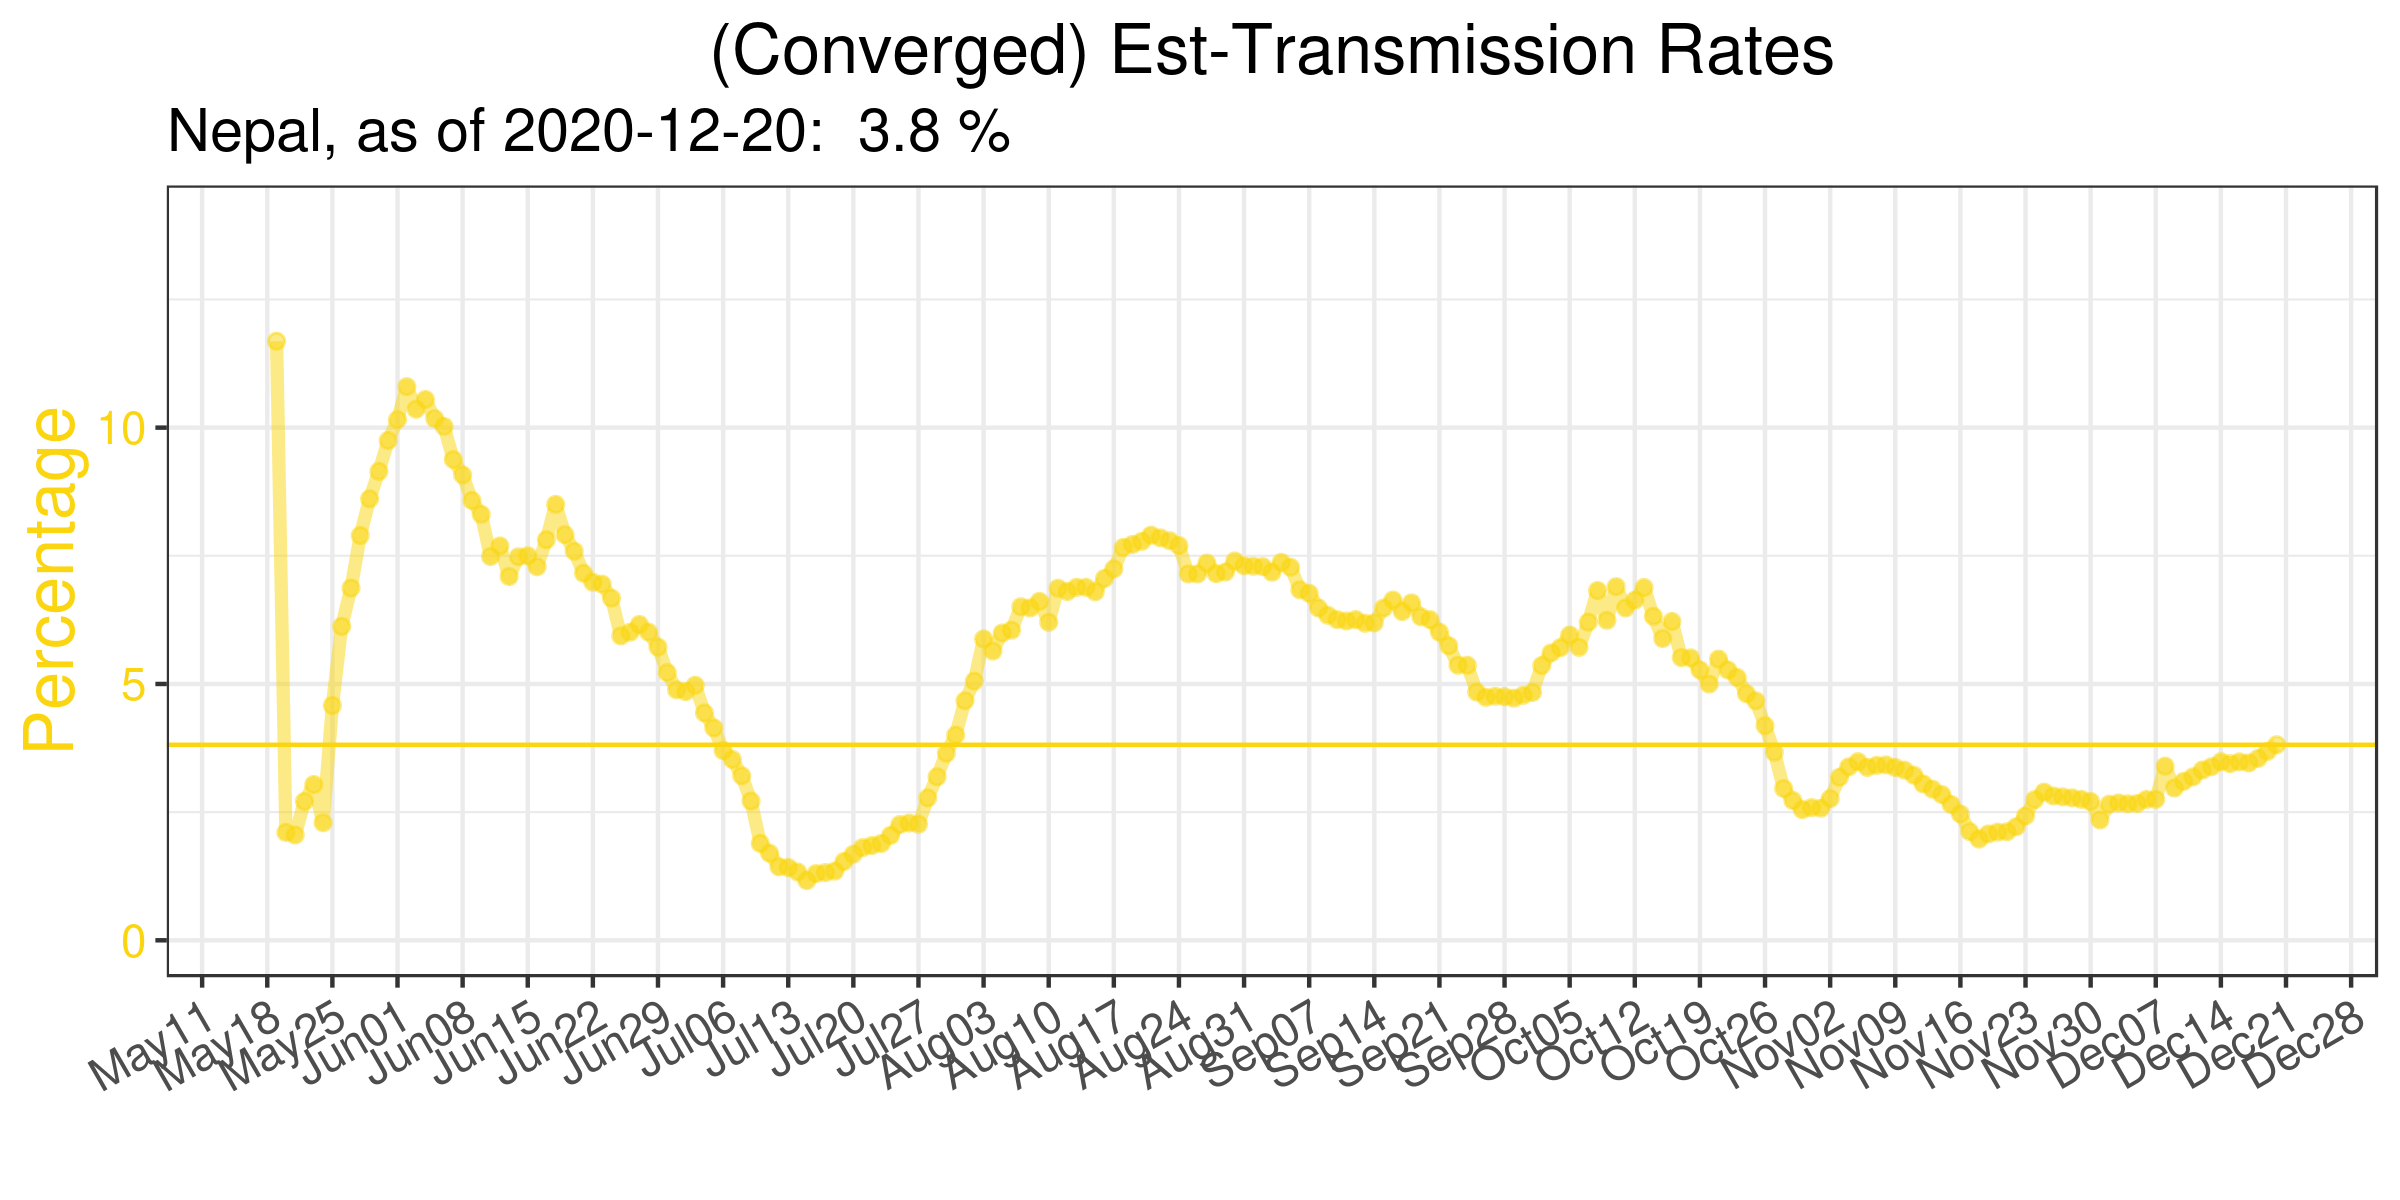 (Converged) Est-Transmission Rates
Nepal, as of 2020-12-20:  3.8 %
Percentage
10
5
0
May11
May18
May25
Jun01
Jun08
Jun15
Jun22
Jun29
Jul06
Jul13
Jul20
Jul27
Aug03
Aug10
Aug17
Aug24
Aug31
Sep07
Sep14
Sep21
Sep28
Oct05
Oct12
Oct19
Oct26
Nov02
Nov09
Nov16
Nov23
Nov30
Dec07
Dec14
Dec21
Dec28